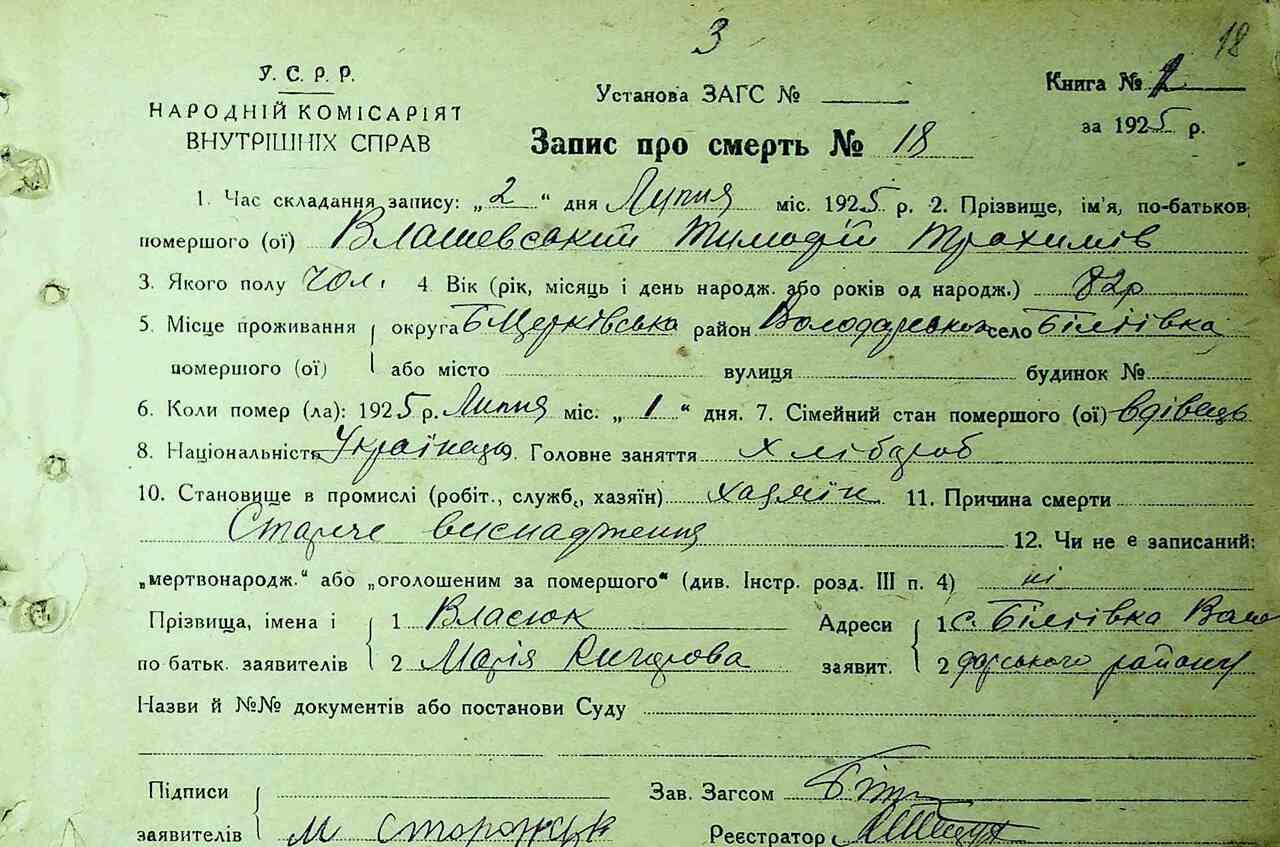 3
18
У.С.Р.Р.
НАРОДНІЙ КОМІСАРІЯТ
ВНУТРІШНІХ СПРАВ
Установа ЗАГС №
Книга № 1
за 1925 р.
Запис про смерть № 18
1. Час складання запису: „2“ дня Липня міс. 1925 р. 2. Прізвище, ім'я, по-батьков.
помершого (ої) Влашевський Тимофій Трохимів
3. Якого полу чол. 4. Вік (рік, місяць і день народж. або років од народж.) 82р
5. Місце проживання округа БЦерківська район Володарського село Біліївка
помершого (ої) або місто вулиця будинок №
6. Коли помер (ла): 1925 р. Липня міс. „1“ дня. 7. Сімейний стан помершого (ої) вдівець
8. Національність Українець. Головне заняття хлібороб
10. Становище в промислі (робіт., служб., хазяїн) хазяїн 11. Причина смерти
Старче виснадження 12. Чи не є записаний:
„мертвонародж.“ або „оголошеним за помершого“ (див. Інстр. розд. III п. 4) ні
Прізвища, імена і 1 Власюк Адреси 1 с. Біліївка Воло
по батьк. заявителів 2 Марія заявит. 2 дарського району
Назви й №№ документів або постанови Суду
Підписи Зав. Загсом
заявителів М Реєстратор